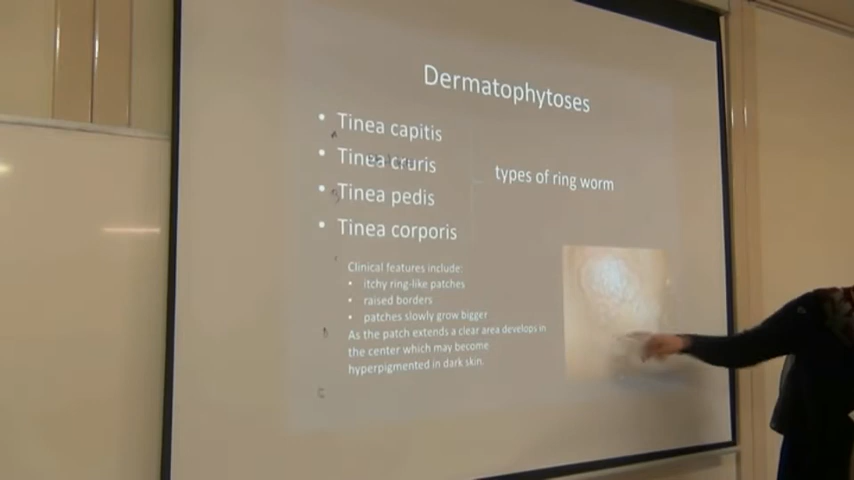 Dermatophytoses
• Tinea capitis
• Tinea cruris
• Tinea pedis
• Tinea corporis
types of ring worm
Clinical features include:
• itchy ring-like patches
• raised borders
• patches slowly grow bigger
As the patch extends a clear area develops in
the center which may become
hyperpigmented in dark skin.